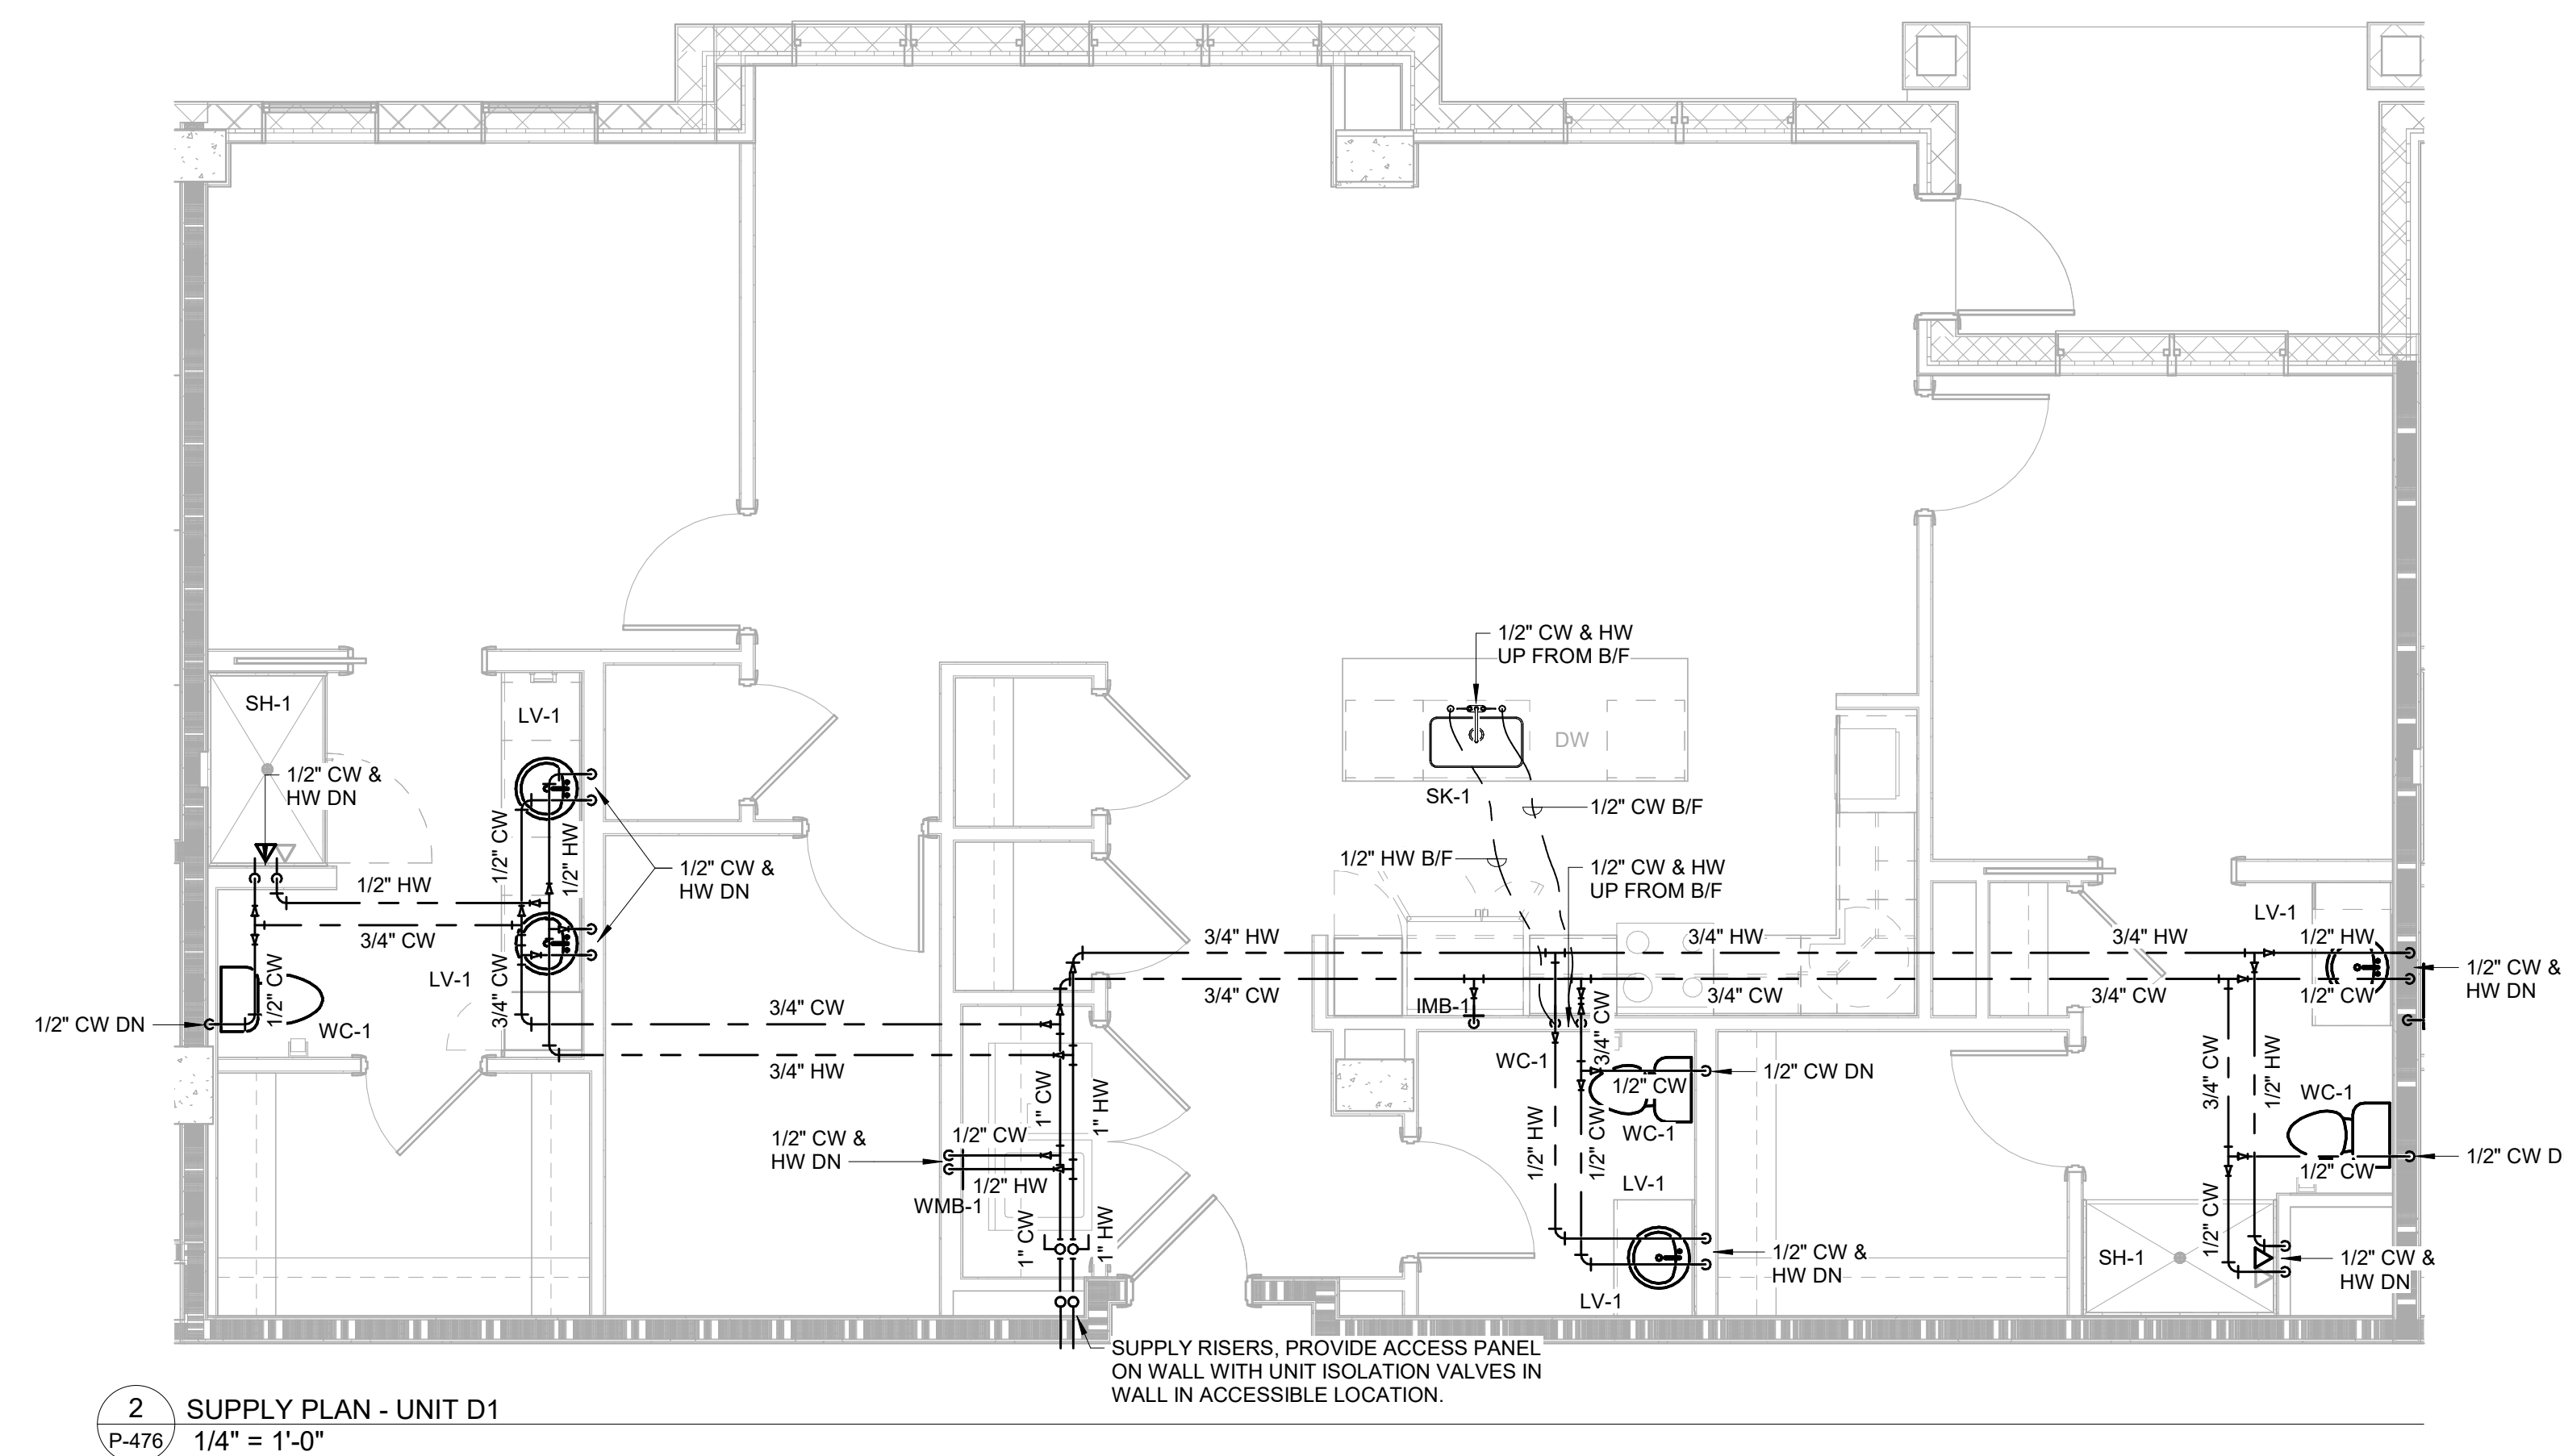 1/2" CW & HW
UP FROM B/F
SH-1
LV-1
DW
1/2" CW &
HW DN
SK-1
1/2" CW B/F
1/2" CW
1/2" HW
1/2" HW B/F
1/2" CW &
HW DN
1/2" CW & HW
UP FROM B/F
1/2" HW
3/4" CW
LV-1
3/4" HW
3/4" HW
3/4" HW
1/2" HW
LV-1
1/2" CW
3/4" CW
3/4" CW
3/4" CW
3/4" CW
1/2" CW
1/2" CW &
HW DN
1/2" CW DN
WC-1
3/4" CW
IMB-1
3/4" CW
3/4" HW
WC-1
1/2" CW
1/2" CW DN
3/4" CW
1/2" HW
1" CW
1" HW
WC-1
1/2" CW &
HW DN
1/2" CW
1/2" HW
1/2" CW
WC-1
1/2" CW D
1/2" CW
1/2" HW
WMB-1
LV-1
1/2" CW
1" CW
1" HW
1/2" CW &
HW DN
SH-1
1/2" CW &
HW DN
LV-1
SUPPLY RISERS, PROVIDE ACCESS PANEL
ON WALL WITH UNIT ISOLATION VALVES IN
WALL IN ACCESSIBLE LOCATION.
2
SUPPLY PLAN - UNIT D1
P-476
1/4" = 1'-0"